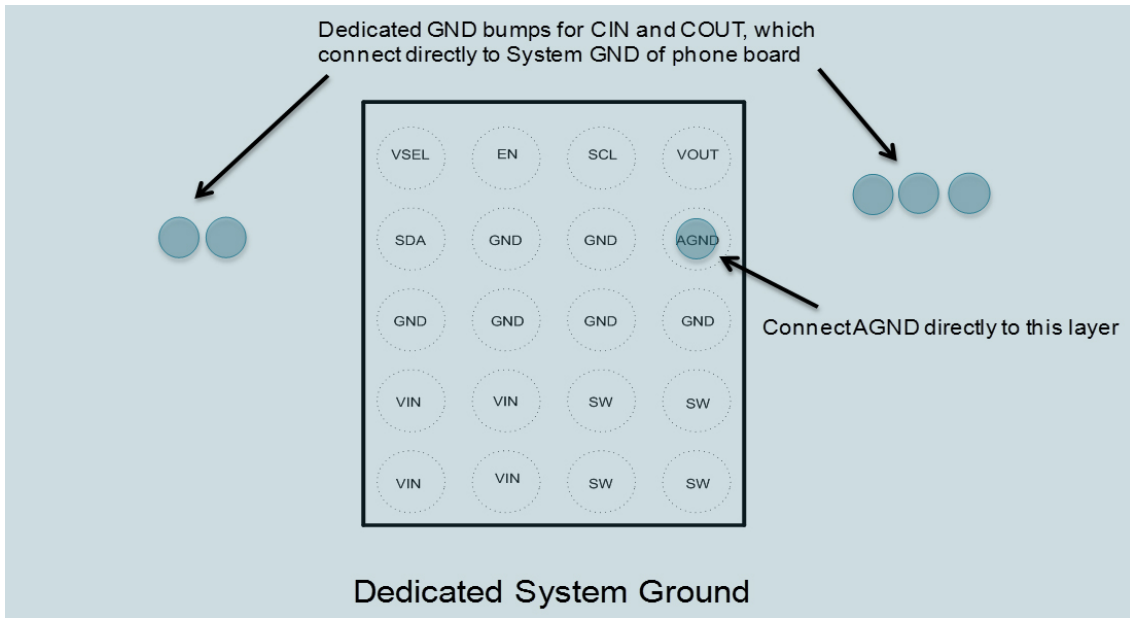 Dedicated GND bumps for CIN and COUT, which
connect directly to System GND of phone board
VSEL EN SCL VOUT
SDA GND GND AGND
ConnectAGND directly to this layer
GND GND GND GND
VIN VIN SW SW
VIN VIN SW SW
Dedicated System Ground